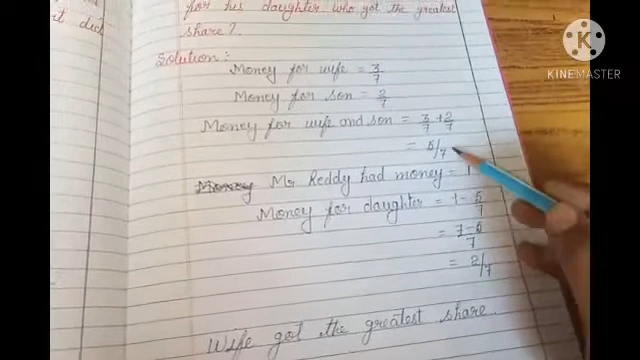 for his daughter. who got the greatest
share?
Solution:
Money for wife = 3/7
Money for son = 2/7
Money for wife and son = 3/7 + 2/7
= 5/7
Mr Reddy had money = 1
Money for daughter = 1 - 5/7
= 7-5/7
= 2/7
Wife got the greatest share.
KINEMASTER